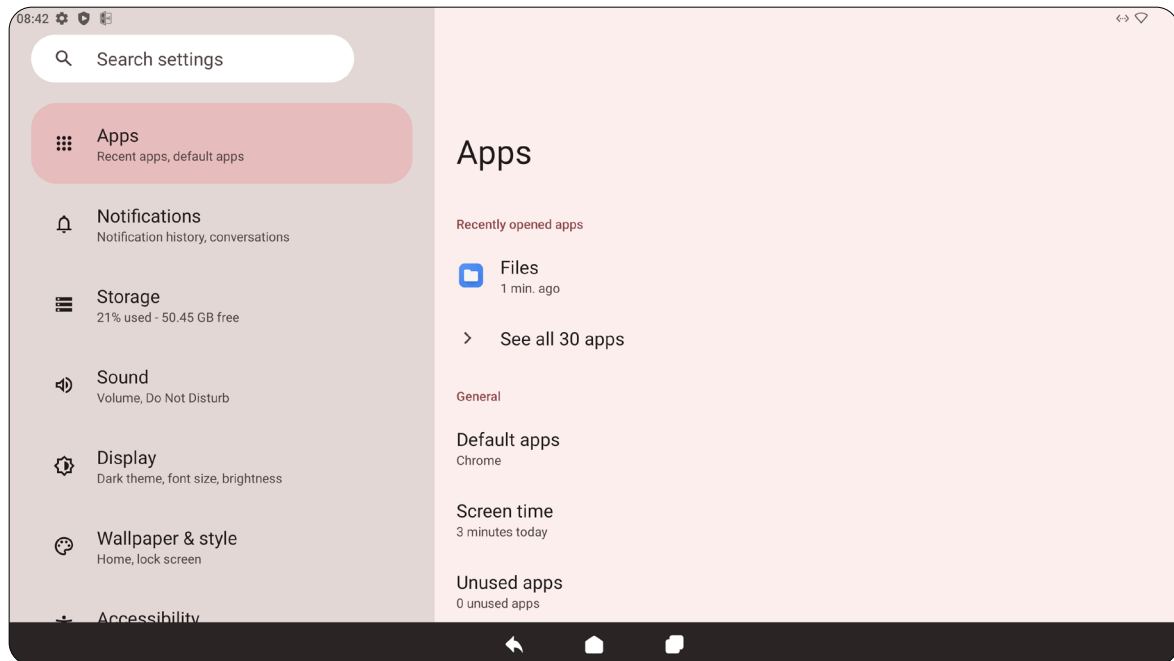 08:42
Search settings
Apps
Recent apps, default apps
Notifications
Notification history, conversations
Storage
21% used - 50.45 GB free
Sound
Volume, Do Not Disturb
Display
Dark theme, font size, brightness
Wallpaper & style
Home, lock screen
Accessibility
Apps
Recently opened apps
Files
1 min. ago
See all 30 apps
General
Default apps
Chrome
Screen time
3 minutes today
Unused apps
0 unused apps